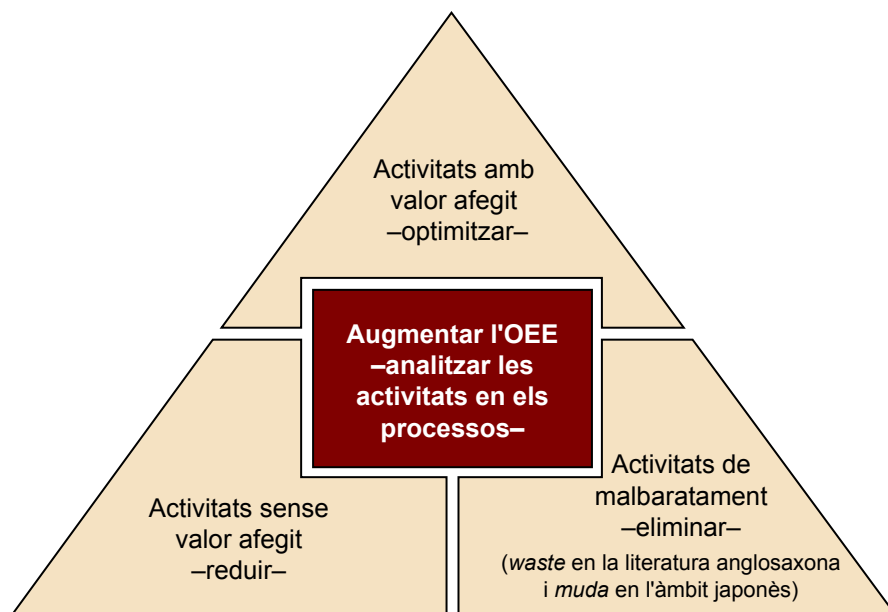 Activitats amb
valor afegit
–optimitzar–
Augmentar l'OEE
–analitzar les
activitats en els
processos–
Activitats sense
valor afegit
–reduir–
Activitats de
malbaratament
–eliminar–
(waste en la literatura anglosaxona
i muda en l'àmbit japonès)